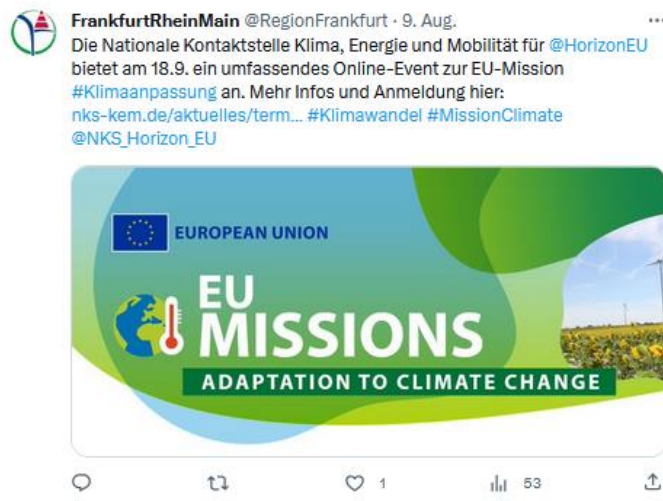 FrankfurtRheinMain @RegionFrankfurt · 9. Aug.
Die Nationale Kontaktstelle Klima, Energie und Mobilität für @HorizonEU
bietet am 18.9. ein umfassendes Online-Event zur EU-Mission
#Klimaanpassung an. Mehr Infos und Anmeldung hier:
nks-kem.de/aktuelles/term... #Klimawandel #MissionClimate
@NKS_Horizon_EU
EUROPEAN UNION
EU
MISSIONS
ADAPTATION TO CLIMATE CHANGE
1 53